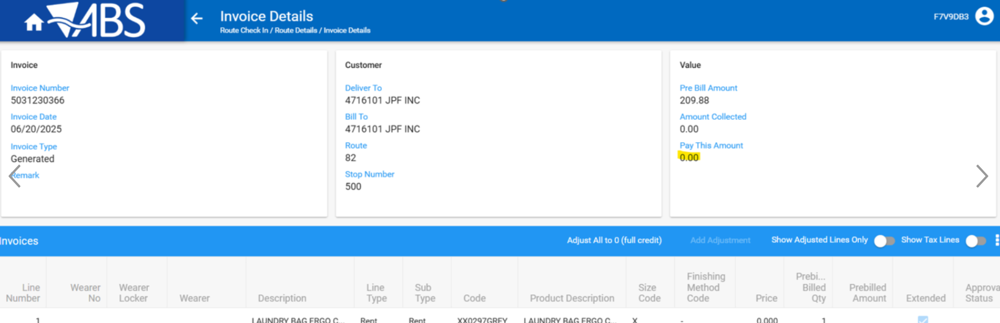 ABS
Invoice Details
Route Check In / Route Details / Invoice Details
F7V9DB3
Invoice
Invoice Number
5031230366
Invoice Date
06/20/2025
Invoice Type
Generated
Remark
Customer
Deliver To
4716101 JPF INC
Bill To
4716101 JPF INC
Route
82
Stop Number
500
Value
Pre Bill Amount
209.88
Amount Collected
0.00
Pay This Amount
0.00
Invoices
Adjust All to 0 (full credit)
Add Adjustment
Show Adjusted Lines Only
Show Tax Lines
Line Number
Wearer No
Wearer Locker
Wearer
Description
Line Type
Sub Type
Code
Product Description
Size Code
Finishing Method Code
Price
Prebi... Billed Qty
Prebilled Amount
Extended
Approva Status
1 LAUNDRY BAG ERGO C... Rent Rent XX0297GREY LAUNDRY BAG ERGO C... X - 0.000 1